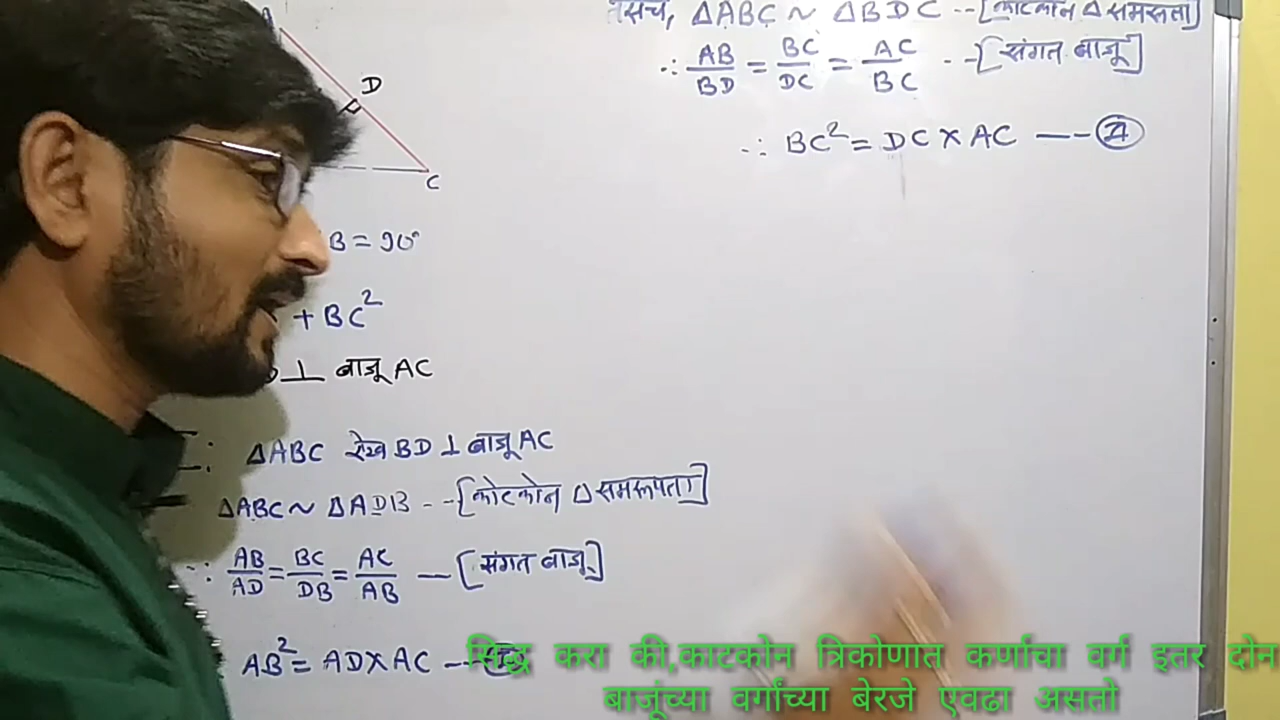 A
D
C
B = 90°
+ BC²
⊥ बाजू AC
ΔABC रेख BD ⊥ बाजू AC
ΔABC ~ ΔADB --[काटकोन Δ समरूपता]
∴ AB/AD = BC/DB = AC/AB —[संगत बाजू]
AB² = AD X AC --
तसेच, ΔABC ~ ΔBDC --[काटकोन Δ समरूपता]
∴ AB/BD = BC/DC = AC/BC --[संगत बाजू]
∴ BC² = DC X AC —— II
सिद्ध करा की,काटकोन त्रिकोणात कर्णाचा वर्ग इतर दोन
बाजूंच्या वर्गांच्या बेरजे एवढा असतो